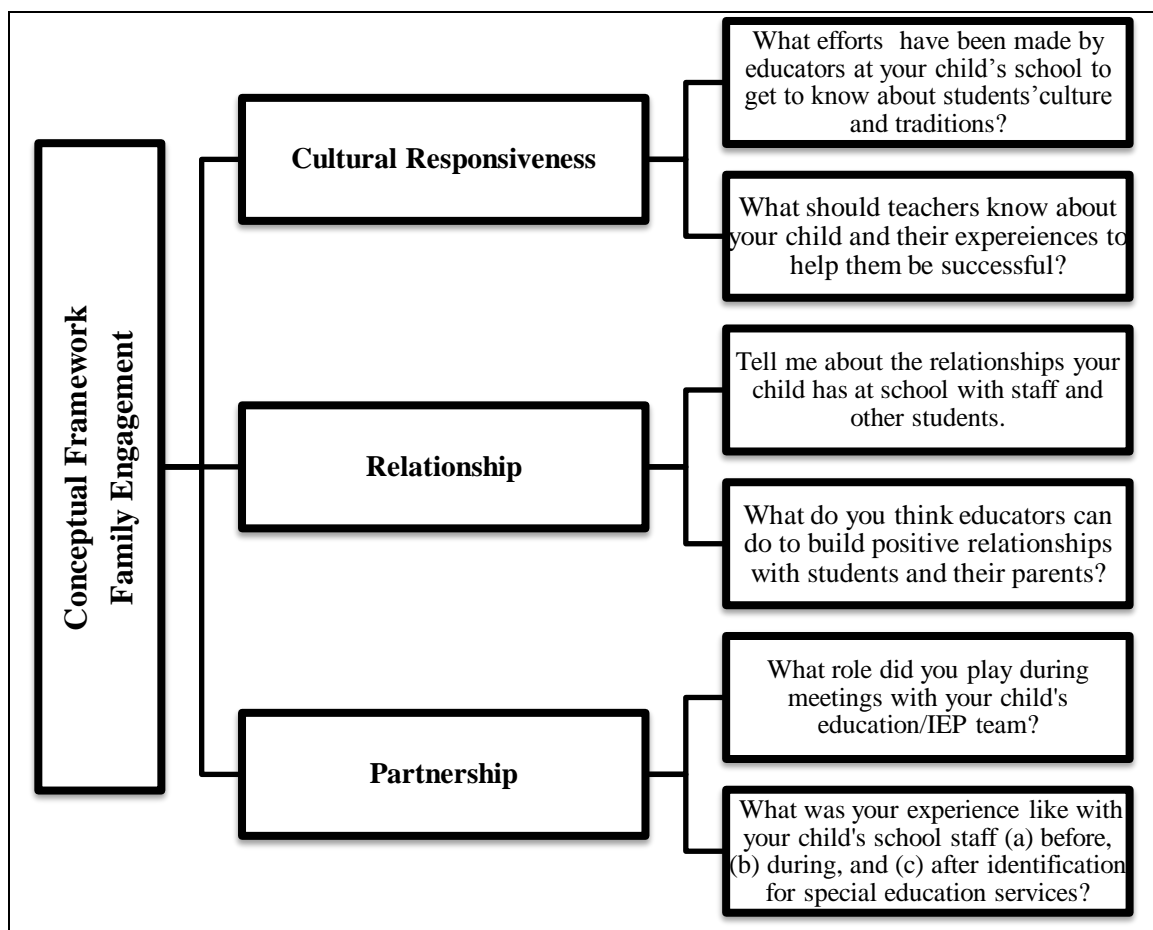 Conceptual Framework
Family Engagement
Cultural Responsiveness
What efforts have been made by
educators at your child’s school to
get to know about students’culture
and traditions?
What should teachers know about
your child and their expereiences to
help them be successful?
Relationship
Tell me about the relationships your
child has at school with staff and
other students.
What do you think educators can
do to build positive relationships
with students and their parents?
Partnership
What role did you play during
meetings with your child's
education/IEP team?
What was your experience like with
your child's school staff (a) before,
(b) during, and (c) after identification
for special education services?